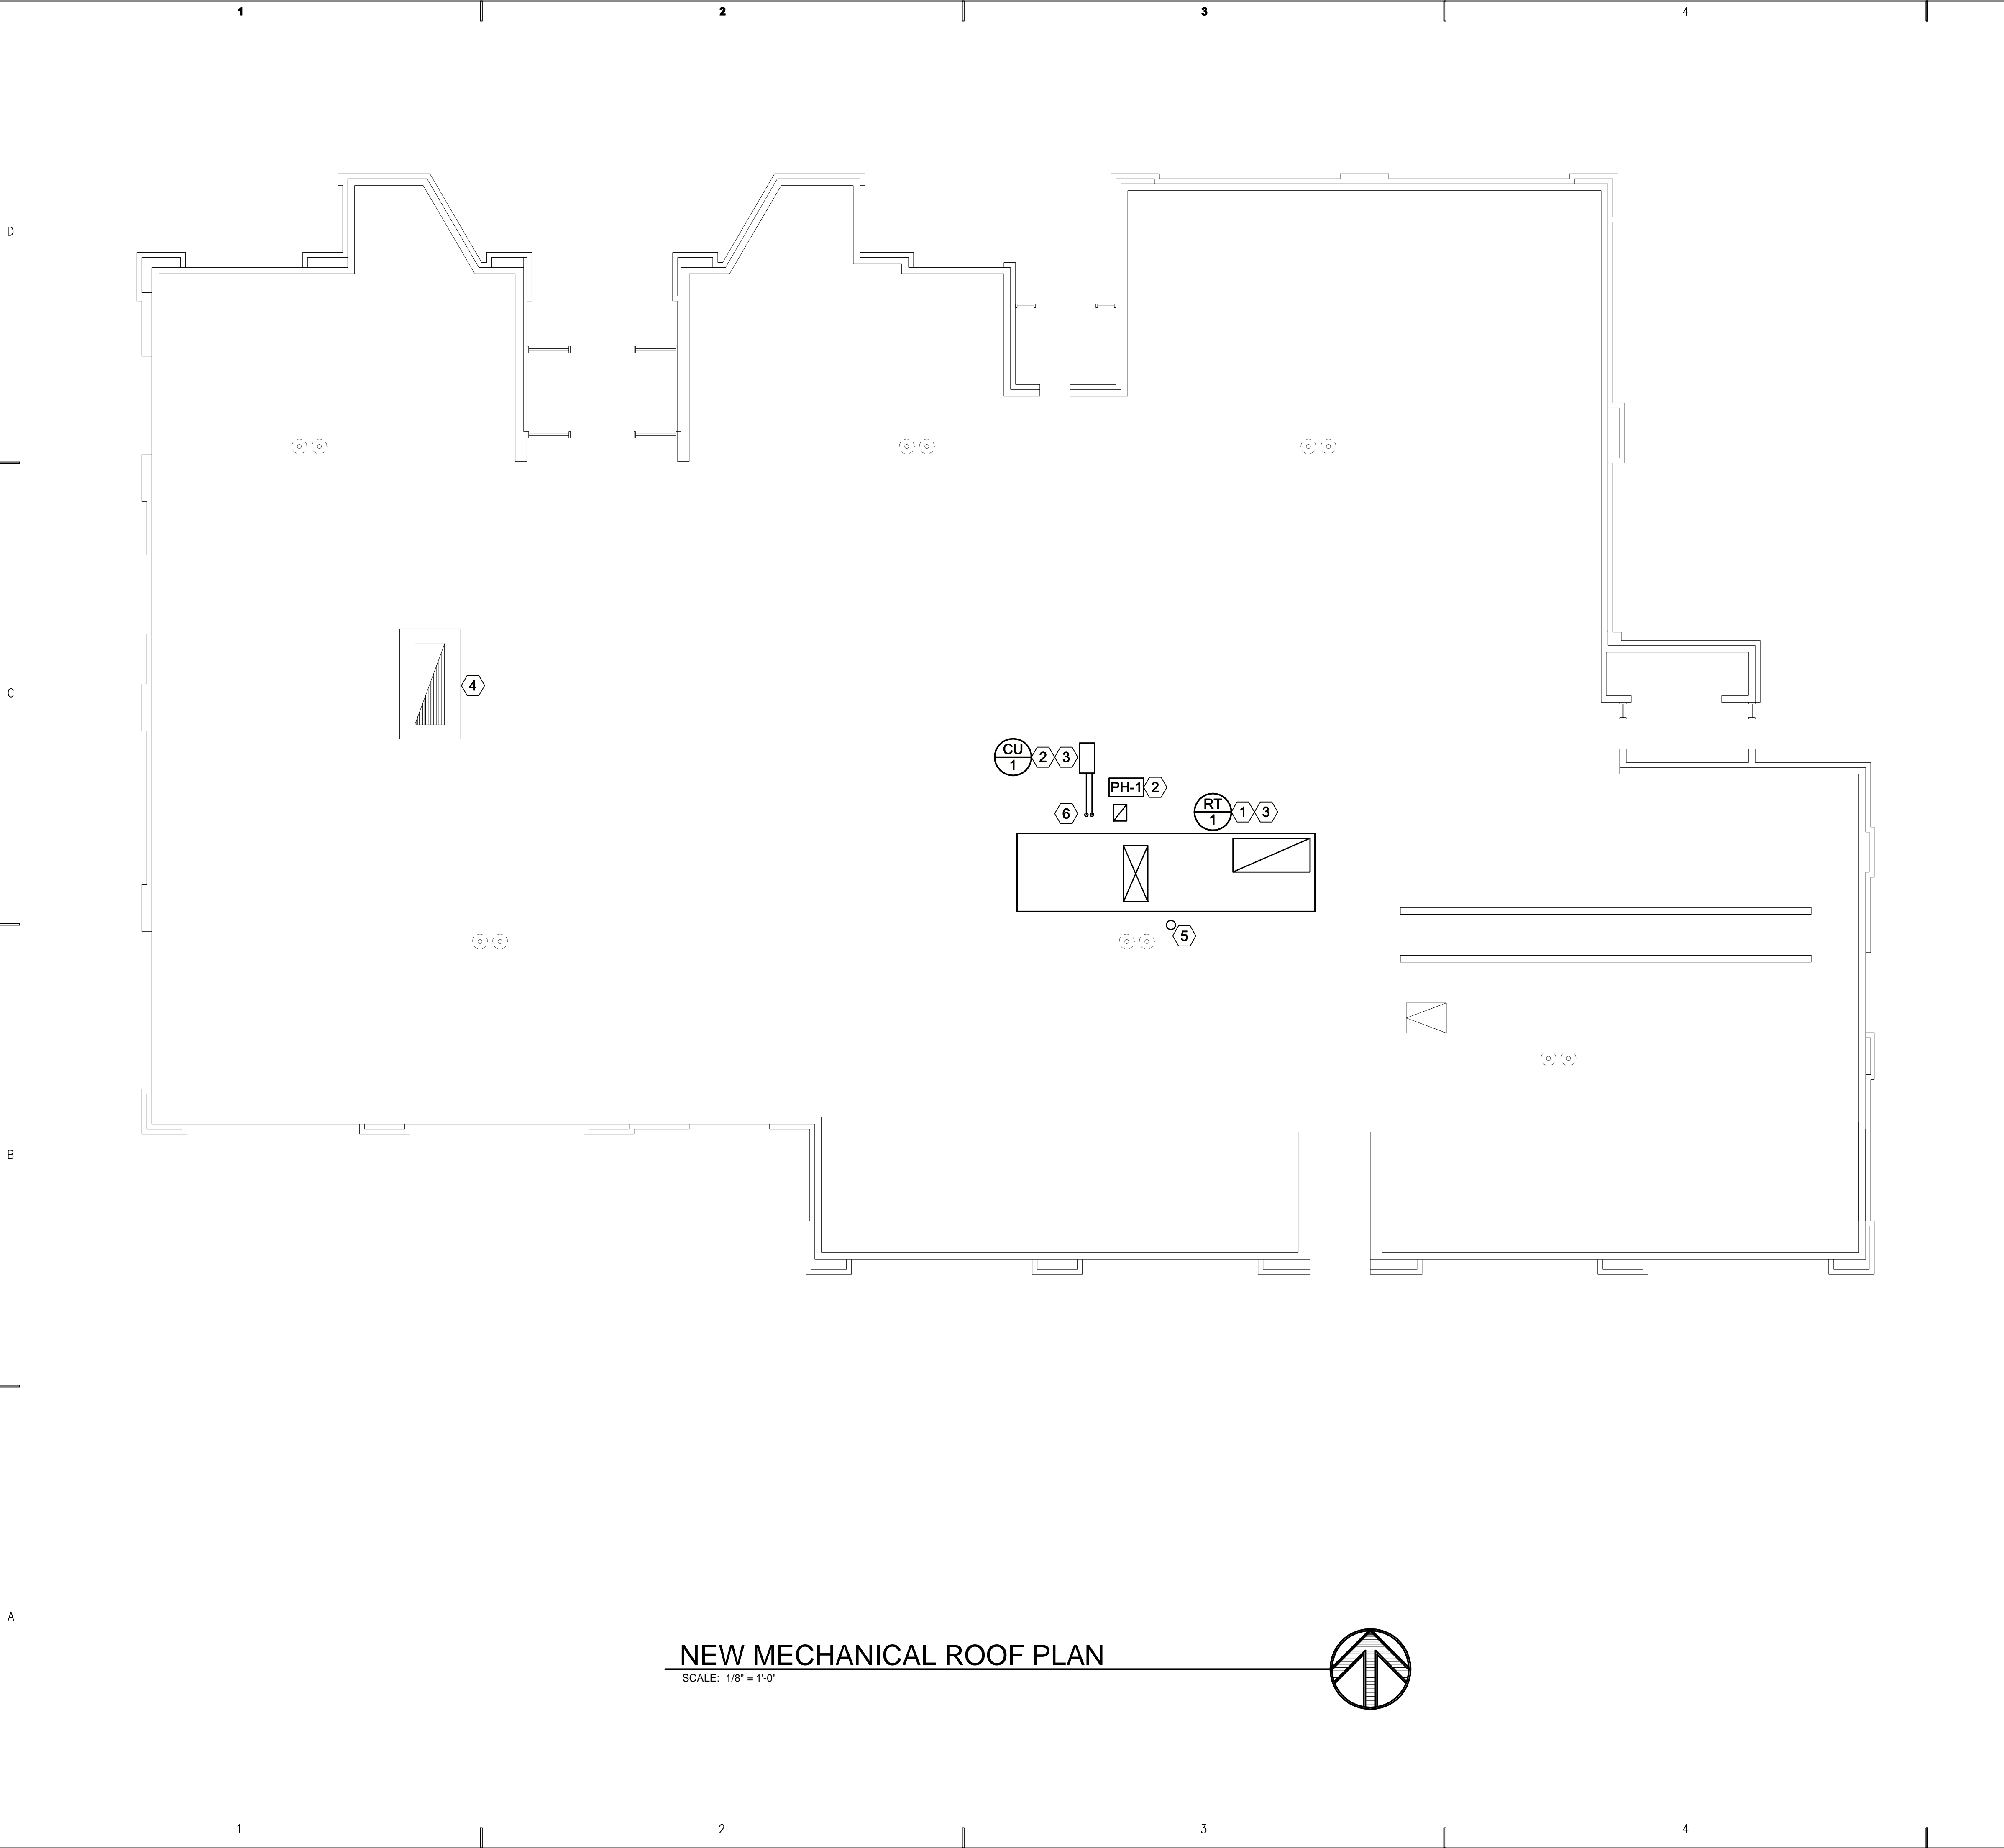 1 2 3 4
D
C
4
CU
1
2 3
PH-1 2
6
RT
1
1 3
5
B
A
NEW MECHANICAL ROOF PLAN
SCALE: 1/8" = 1'-0"
1 2 3 4